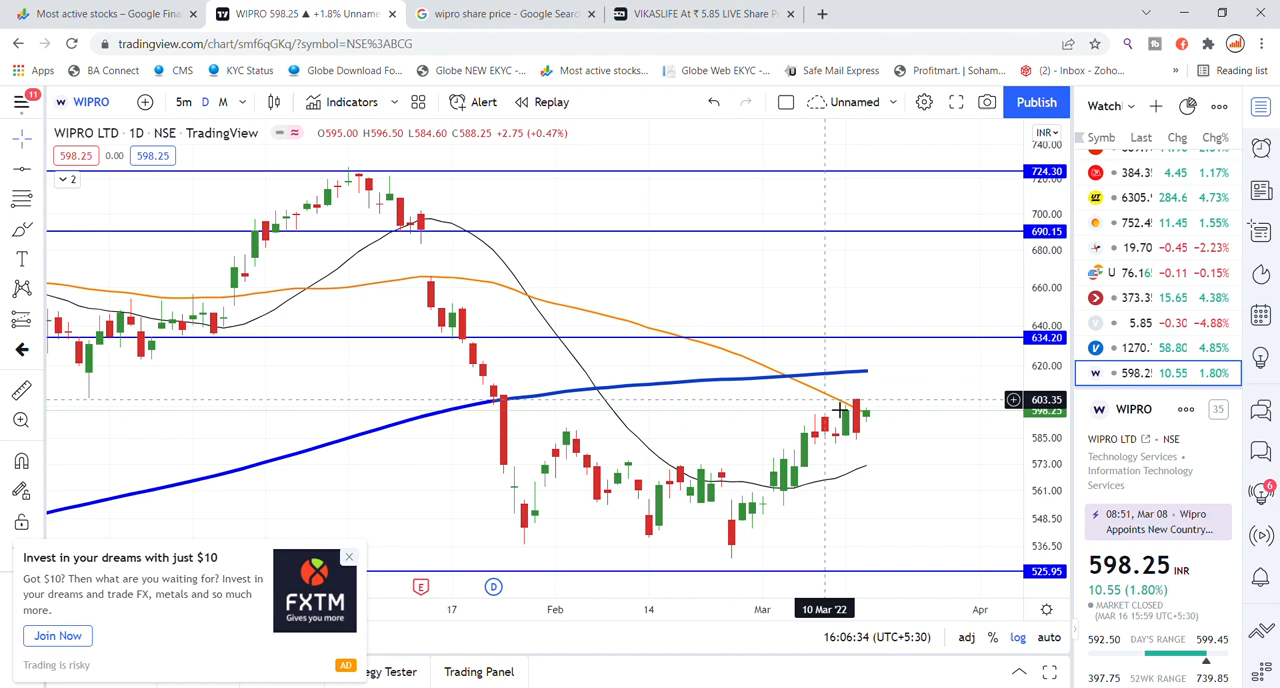 Most active stocks – Google Fina
WIPRO 598.25 ▲ +1.8% Unname
wipro share price - Google Searc
VIKASLIFE At ₹ 5.85 LIVE Share P
tradingview.com/chart/smf6qGKq/?symbol=NSE%3ABCG
Apps
BA Connect
CMS
KYC Status
Globe Download Fo...
Globe NEW EKYC -...
Most active stocks...
Globe Web EKYC -...
Safe Mail Express
Profitmart. | Soham...
(2) - Inbox - Zoho...
»
Reading list
11
WIPRO
5m D M
Indicators
Alert
Replay
Unnamed
Publish
Watch
WIPRO LTD · 1D · NSE · TradingView O595.00 H596.50 L584.60 C588.25 +2.75 (+0.47%)
598.25 0.00 598.25
2
INR
740.00
724.30
700.00
690.15
680.00
660.00
640.00
634.20
620.00
603.35
598.25
585.00
573.00
561.00
548.50
536.50
525.95
Symb Last Chg Chg%
384.3 4.45 1.17%
6305. 284.6 4.73%
752.4 11.45 1.55%
19.70 -0.45 -2.23%
U 76.16 -0.11 -0.15%
373.3 15.65 4.38%
5.85 -0.30 -4.88%
1270. 58.80 4.85%
598.2 10.55 1.80%
WIPRO
35
WIPRO LTD · NSE
Technology Services •
Information Technology
Services
08:51, Mar 08 · Wipro
Appoints New Country...
598.25 INR
10.55 (1.80%)
MARKET CLOSED
(MAR 16 15:59 UTC+5:30)
592.50 DAY'S RANGE 599.45
397.75 52WK RANGE 739.85
6
E
D
17
Feb
14
Mar
10 Mar '22
Apr
16:06:34 (UTC+5:30)
adj % log auto
Invest in your dreams with just $10
Got $10? Then what are you waiting for? Invest in
your dreams and trade FX, metals and so much
more.
Join Now
Trading is risky
AD
FXTM
Gives you more
egy Tester
Trading Panel